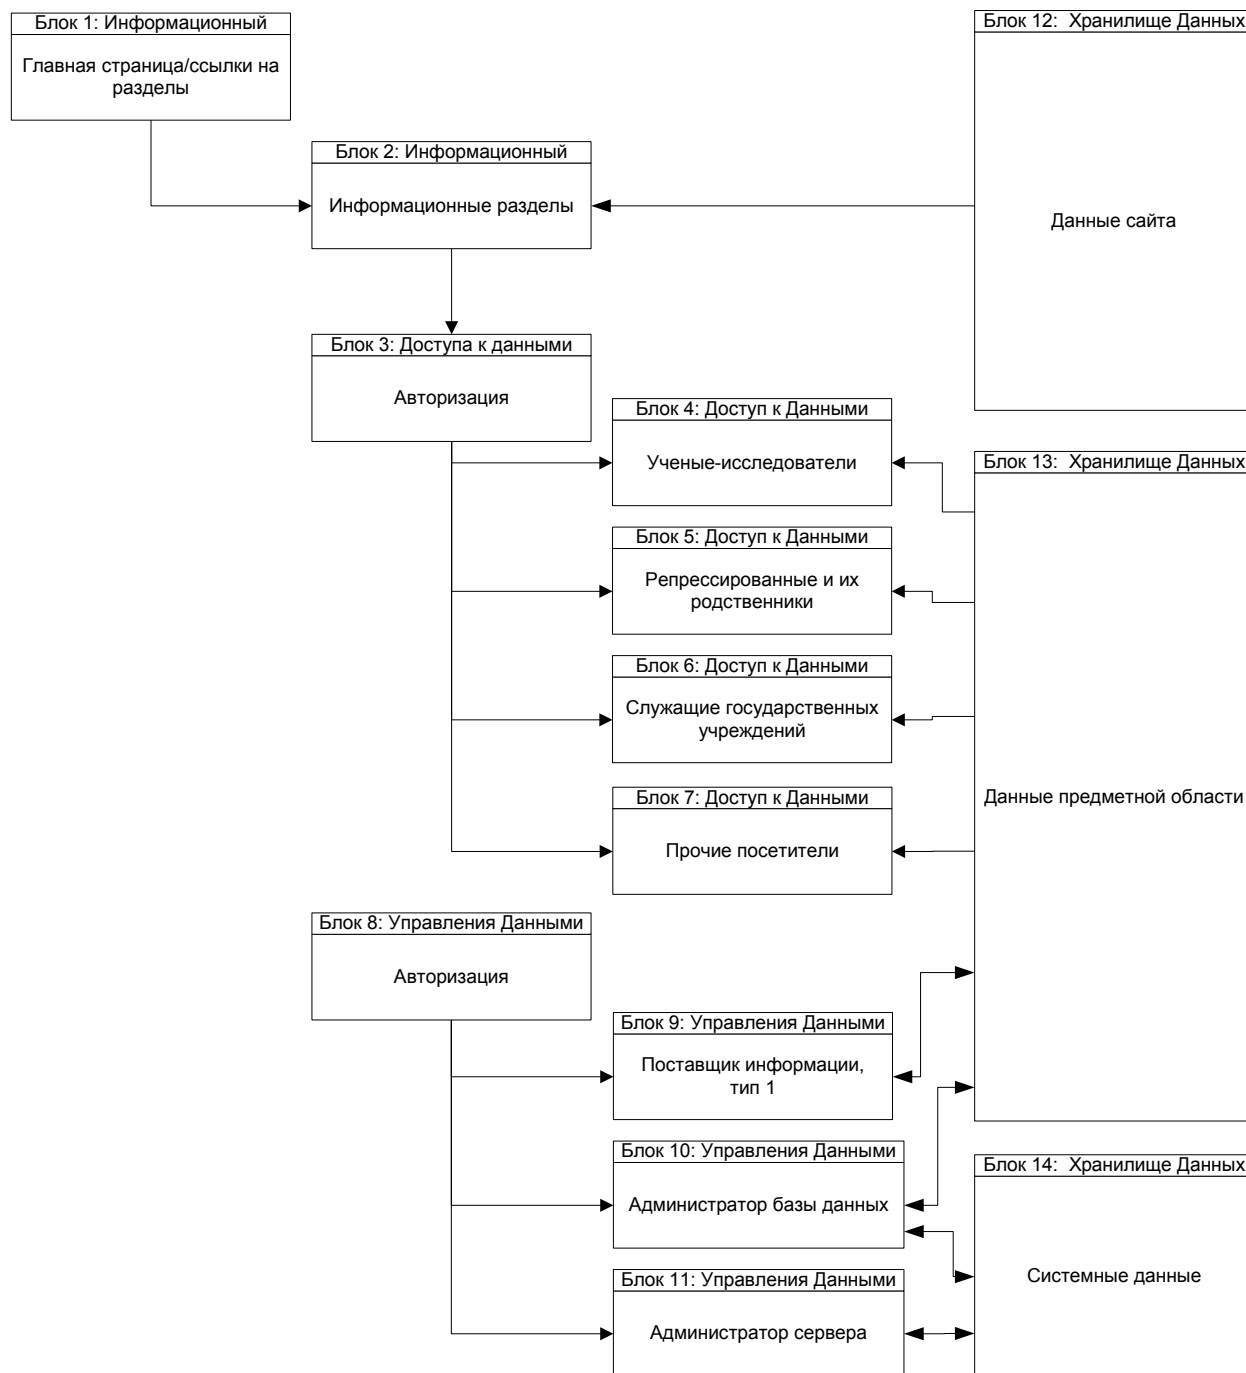 Блок 1: Информационный
Главная страница/ссылки на
разделы
Блок 2: Информационный
Информационные разделы
Блок 3: Доступа к данными
Авторизация
Блок 4: Доступ к Данными
Ученые-исследователи
Блок 5: Доступ к Данными
Репрессированные и их
родственники
Блок 6: Доступ к Данными
Служащие государственных
учреждений
Блок 7: Доступ к Данными
Прочие посетители
Блок 8: Управления Данными
Авторизация
Блок 9: Управления Данными
Поставщик информации,
тип 1
Блок 10: Управления Данными
Администратор базы данных
Блок 11: Управления Данными
Администратор сервера
Блок 12: Хранилище Данных
Данные сайта
Блок 13: Хранилище Данных
Данные предметной области
Блок 14: Хранилище Данных
Системные данные